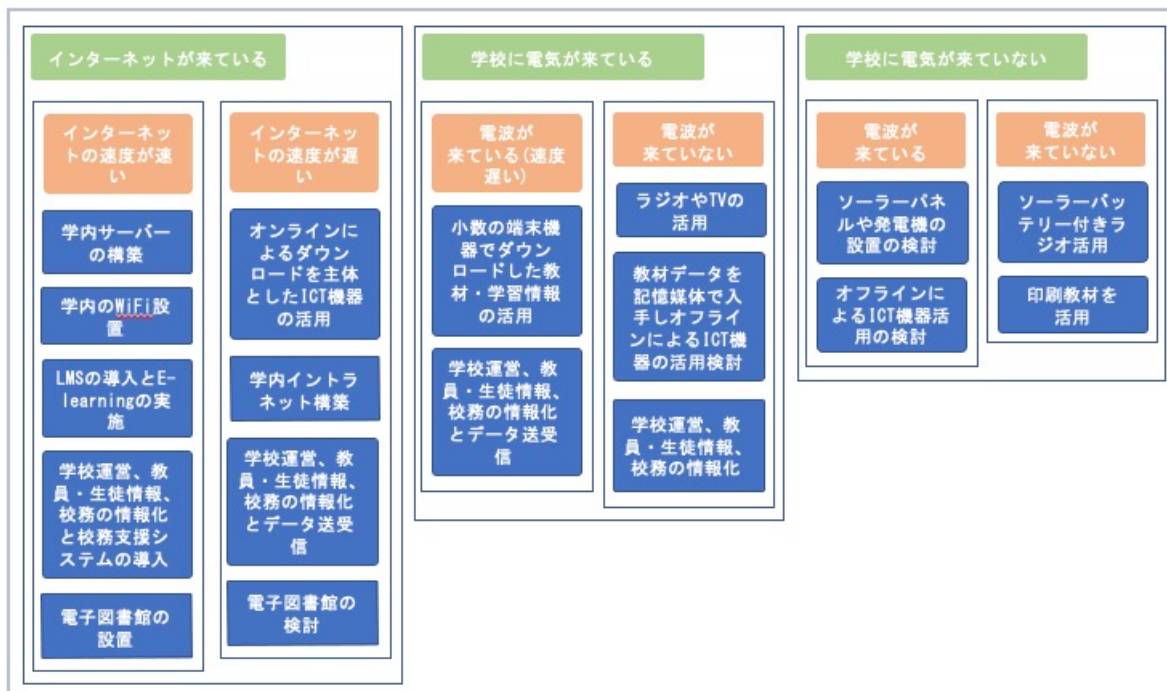 インターネットが来ている
インターネッ
トの速度が速
い
学内サーバー
の構築
学内のWiFi設
置
LMSの導入とE-
learningの実
施
学校運営、教
員・生徒情報、
校務の情報化
と校務支援シ
ステムの導入
電子図書館の
設置
インターネッ
トの速度が遅
い
オンラインに
よるダウン
ロードを主体
としたICT機器
の活用
学内イントラ
ネット構築
学校運営、教
員・生徒情報、
校務の情報化
とデータ送受
信
電子図書館の
検討
学校に電気が来ている
電波が
来ている(速度
遅い)
小数の端末機
器でダウン
ロードした教
材・学習情報
の活用
学校運営、教
員・生徒情報、
校務の情報化
とデータ送受
信
電波が
来ていない
ラジオやTVの
活用
教材データを
記憶媒体で入
手しオフライ
ンによるICT機
器の活用検討
学校運営、教
員・生徒情報、
校務の情報化
学校に電気が来ていない
電波が
来ている
ソーラーパネ
ルや発電機の
設置の検討
オフラインに
よるICT機器活
用の検討
電波が
来ていない
ソーラーバッ
テリー付きラ
ジオ活用
印刷教材を
活用